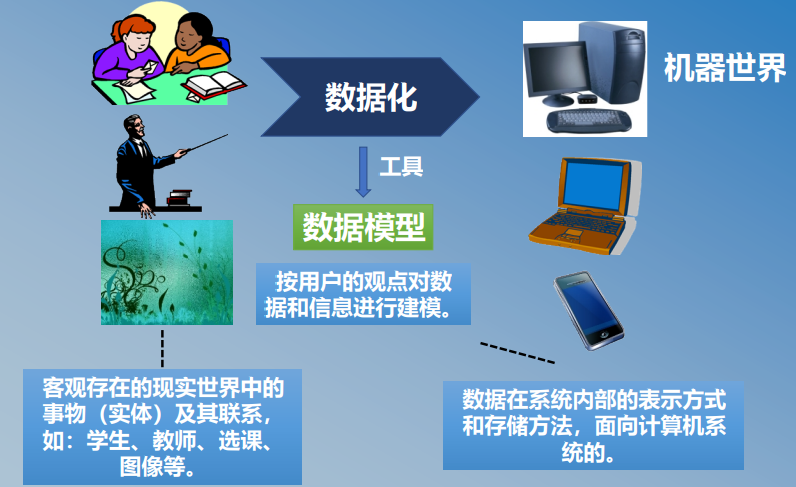 数据化
机器世界
工具
数据模型
按用户的观点对数
据和信息进行建模。
客观存在的现实世界中的
事物（实体）及其联系，
如：学生、教师、选课、
图像等。
数据在系统内部的表示方式
和存储方法，面向计算机系
统的。